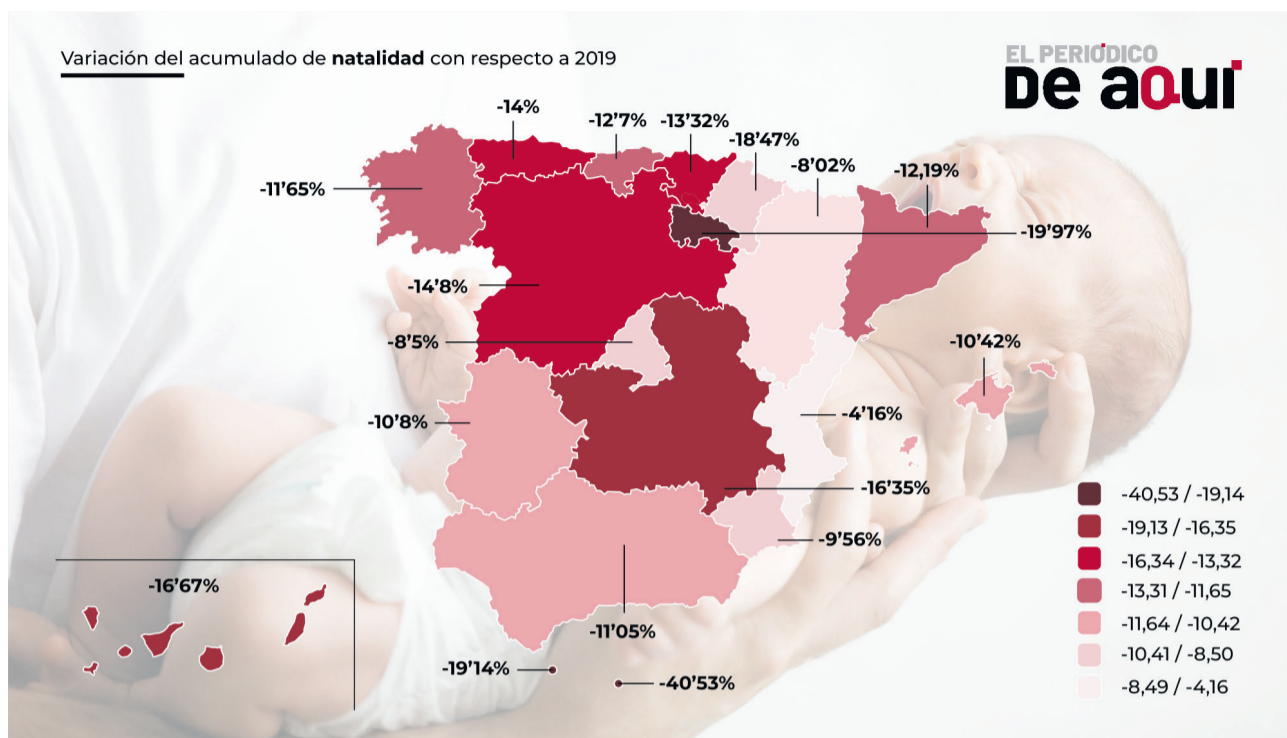 Variación del acumulado de natalidad con respecto a 2019
EL PERIÓDICO
DE AQUÍ
-14%
-12'7%
-13'32%
-18'47%
-8'02%
-12,19%
-11'65%
-19'97%
-14'8%
-8'5%
-10'42%
-10'8%
-4'16%
-16'35%
-9'56%
-16'67%
-11'05%
-19'14%
-40'53%
-40,53 / -19,14
-19,13 / -16,35
-16,34 / -13,32
-13,31 / -11,65
-11,64 / -10,42
-10,41 / -8,50
-8,49 / -4,16